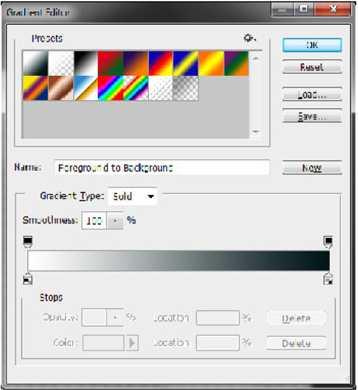 Gradient Editor
Presets
OK
Reset
Load...
Save...
Name: Foreground to Background
New
Gradient Type: Solid
Smoothness: 100 %
Stops
Opacity: % Location: % Delete
Color: Location: % Delete